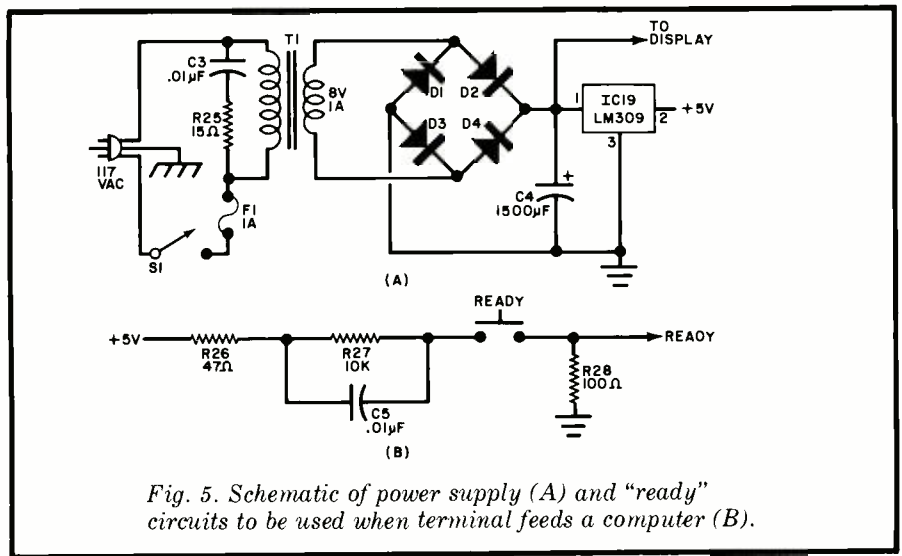 TO
DISPLAY
T1
C3
.01µF
8V
1A
D1
D2
1
IC19
LM309
2
+5V
R25
15Ω
D3
D4
3
117
VAC
F1
1A
+
C4
1500µF
S1
(A)
READY
+5V
READY
R26
47Ω
R27
10K
R28
100Ω
C5
.01µF
(B)
Fig. 5. Schematic of power supply (A) and "ready"
circuits to be used when terminal feeds a computer (B).